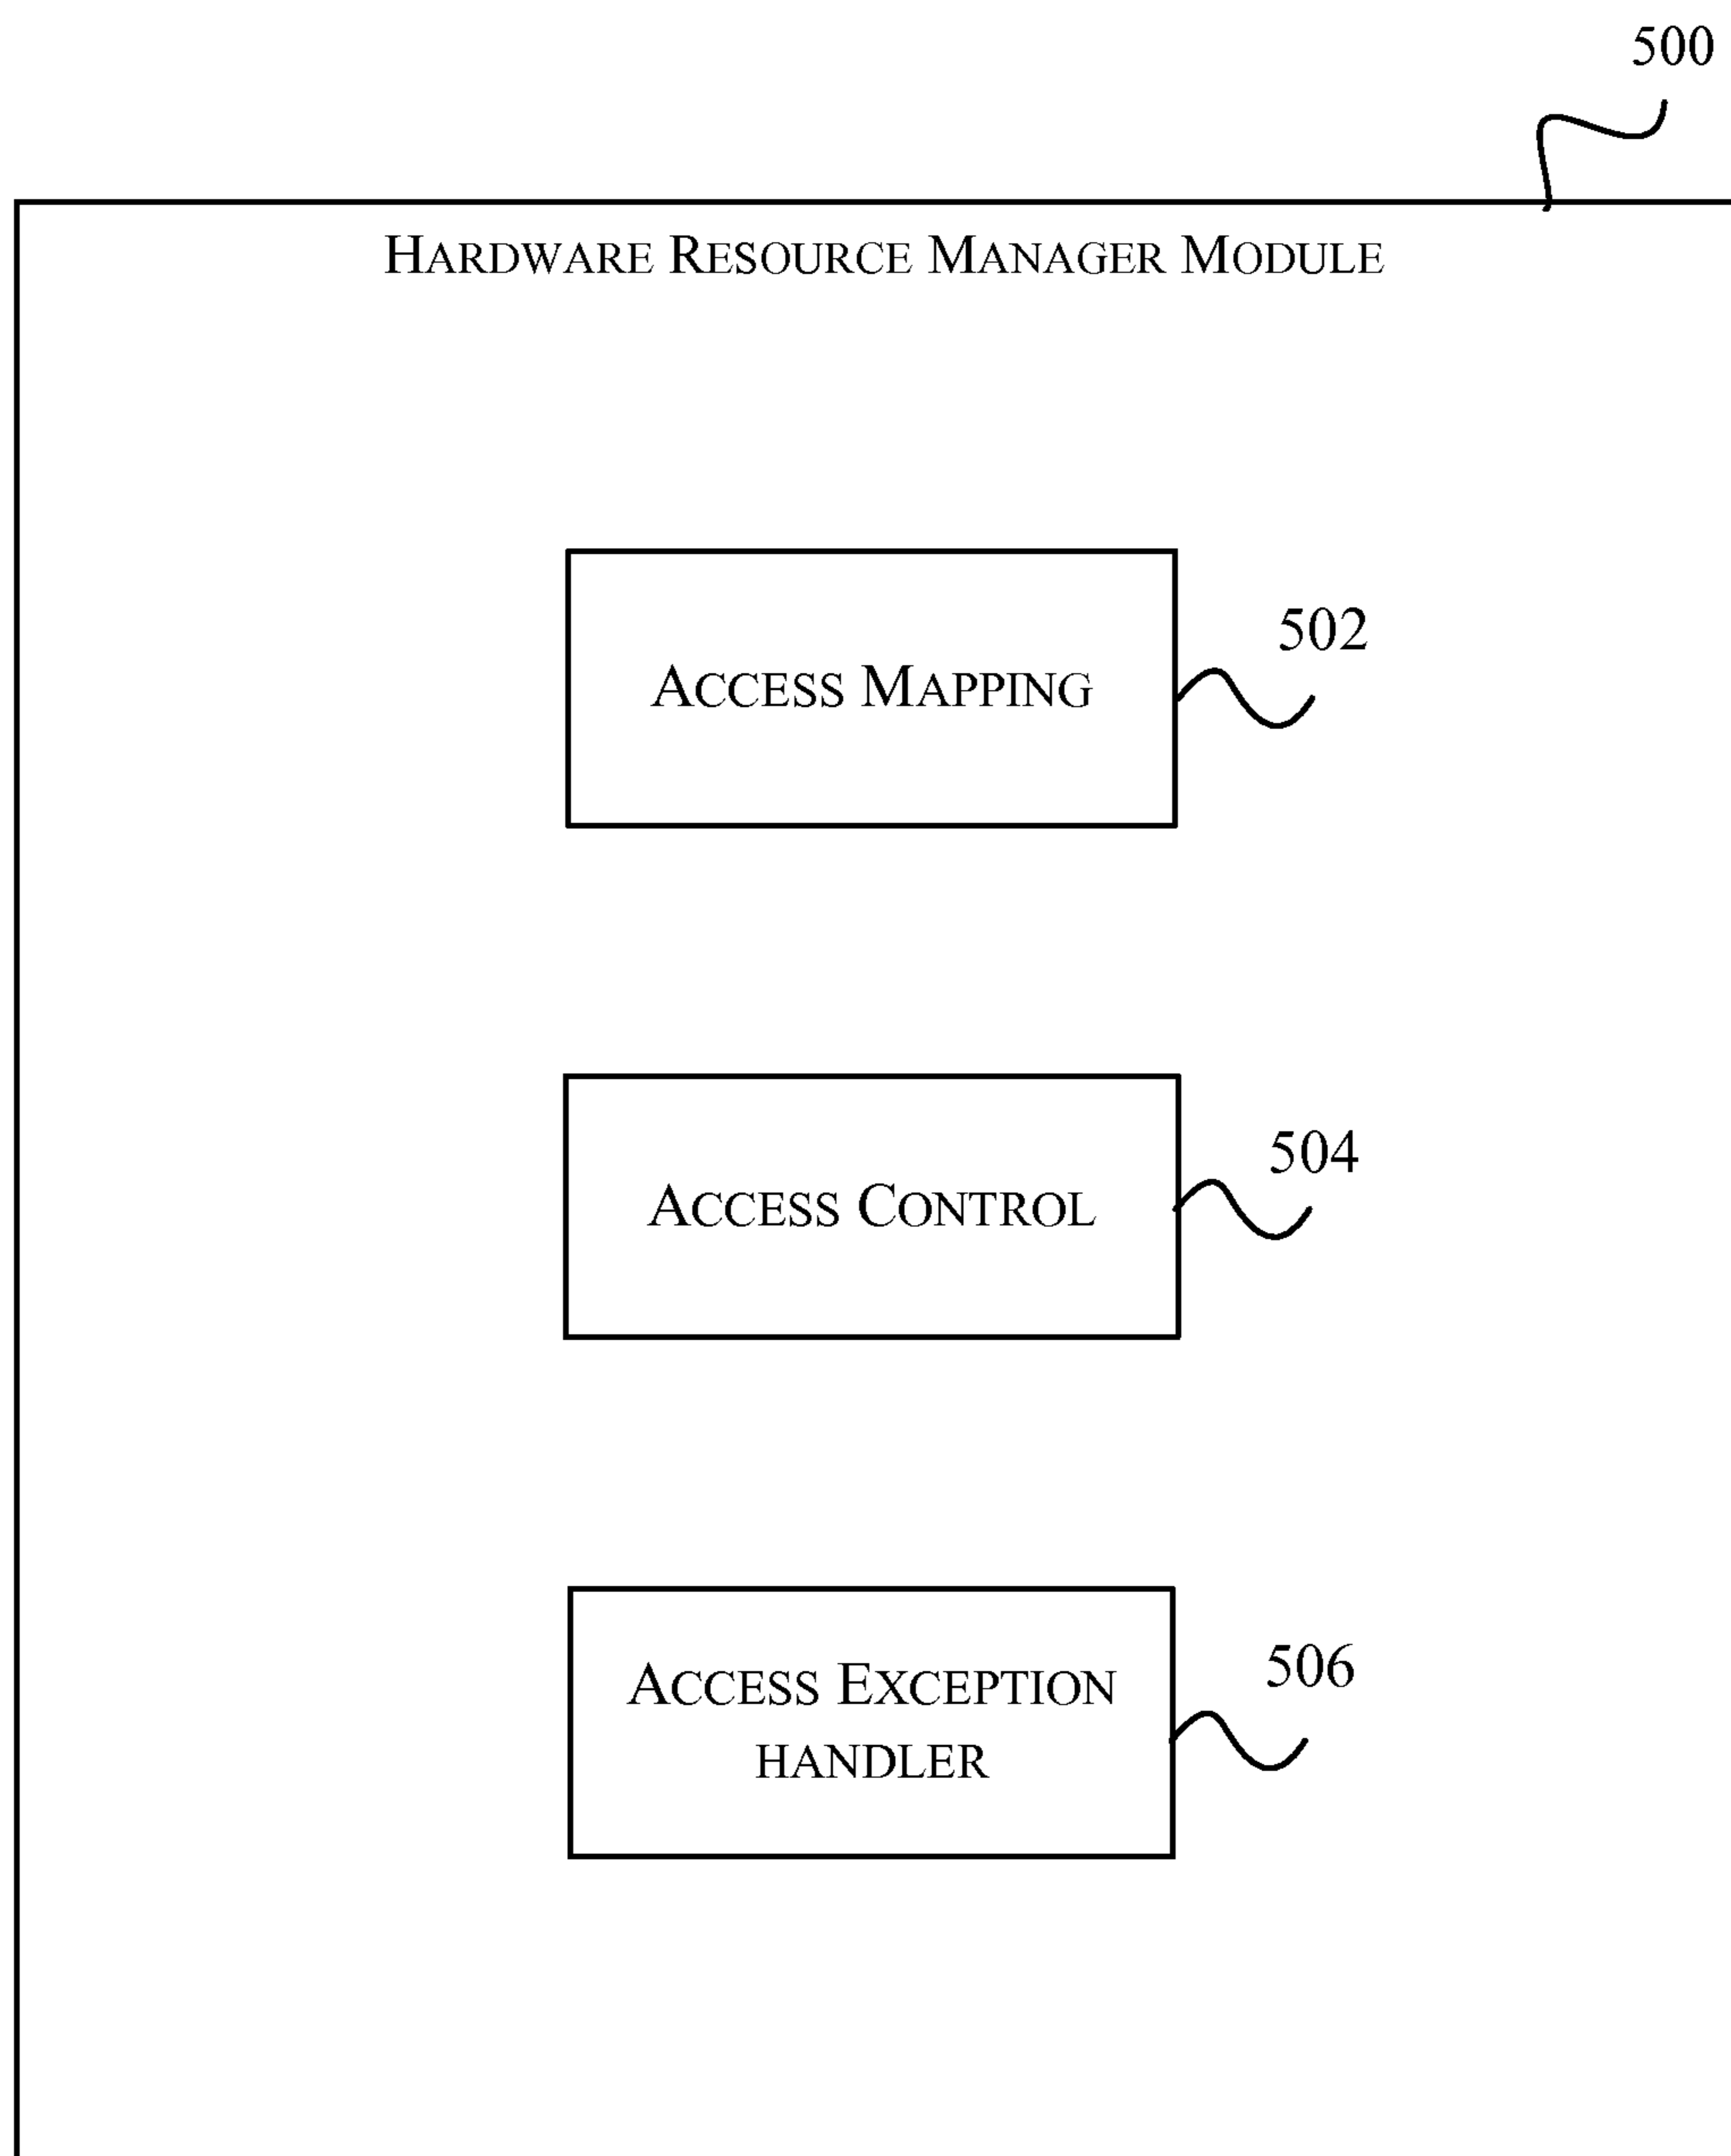 500
HARDWARE RESOURCE MANAGER MODULE
502
ACCESS MAPPING
504
ACCESS CONTROL
506
ACCESS EXCEPTION
HANDLER